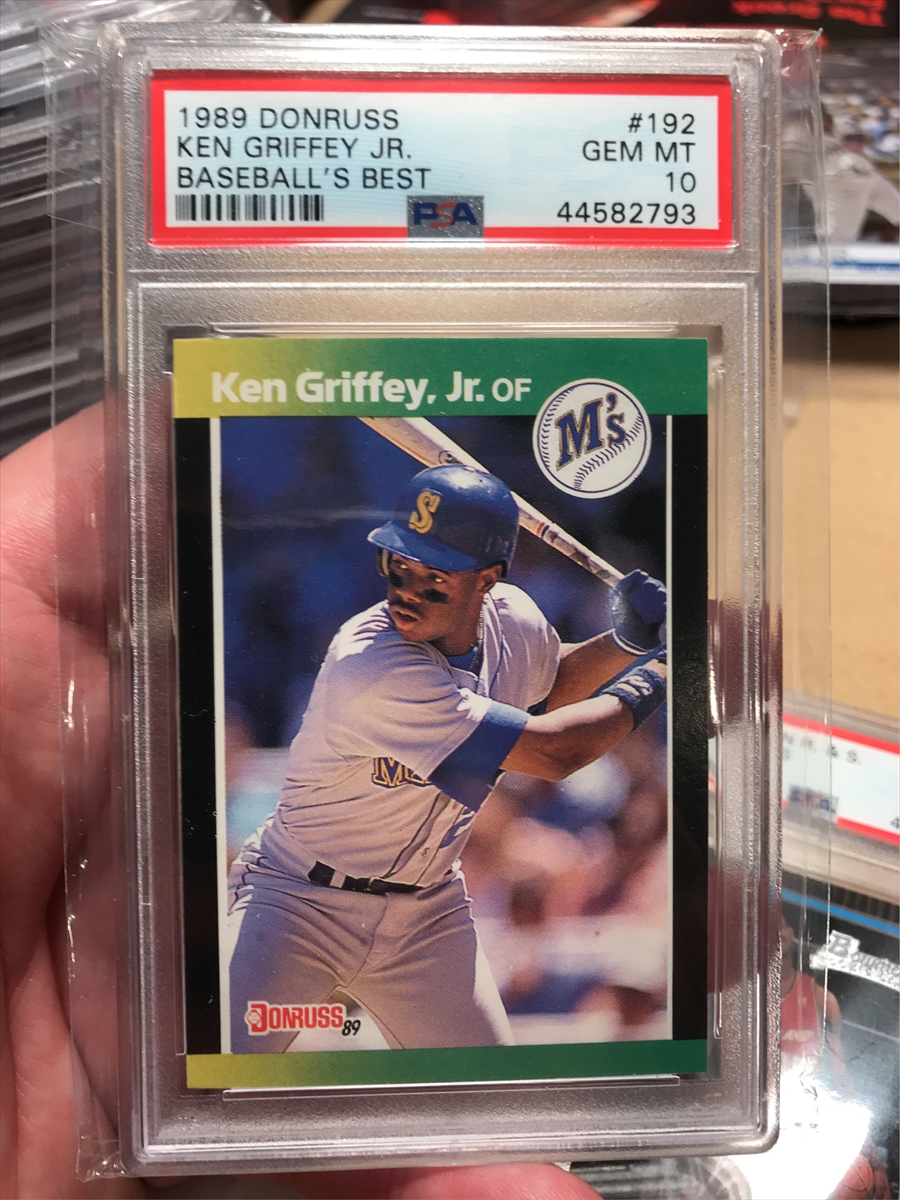 1989 DONRUSS #192
KEN GRIFFEY JR. GEM MT
BASEBALL'S BEST 10
PSA 44582793
Ken Griffey, Jr. OF
M's
S
DONRUSS 89